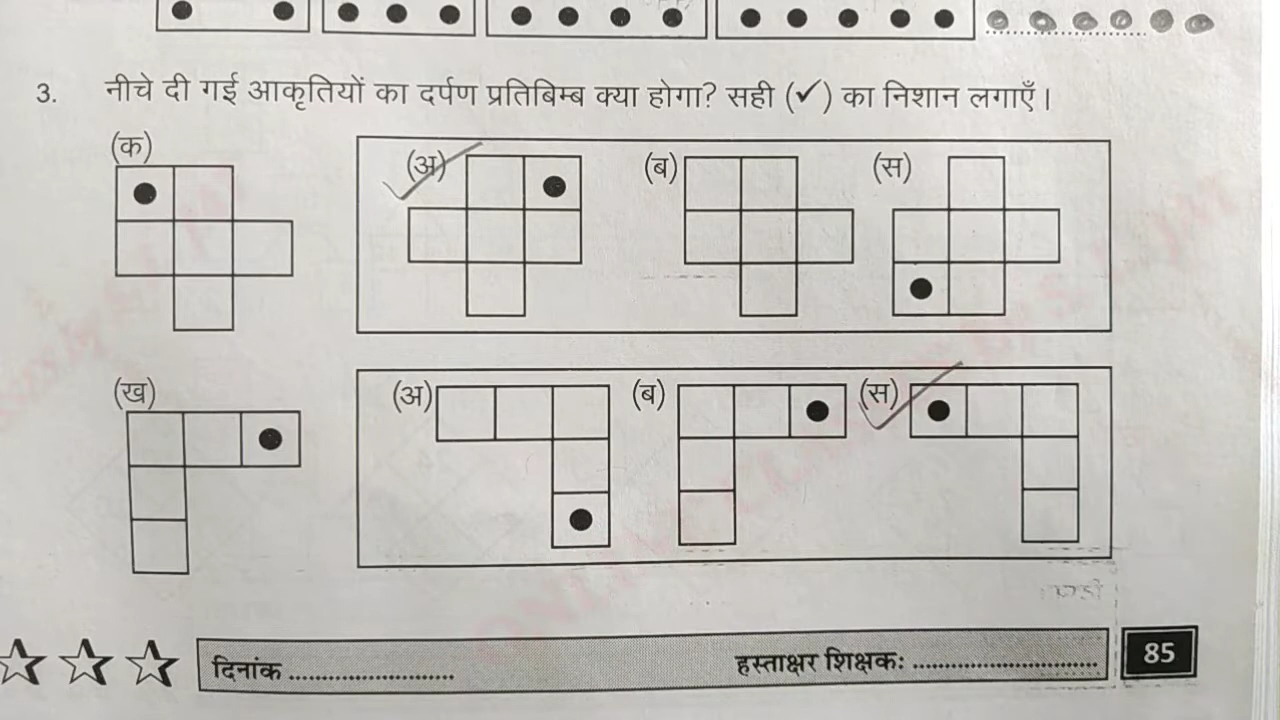 3. नीचे दी गई आकृतियों का दर्पण प्रतिबिम्ब क्या होगा? सही (✓) का निशान लगाएँ।
(क) (अ) (ब) (स)
(ख) (अ) (ब) (स)
दिनांक ......................... हस्ताक्षर शिक्षकः ............................ 85